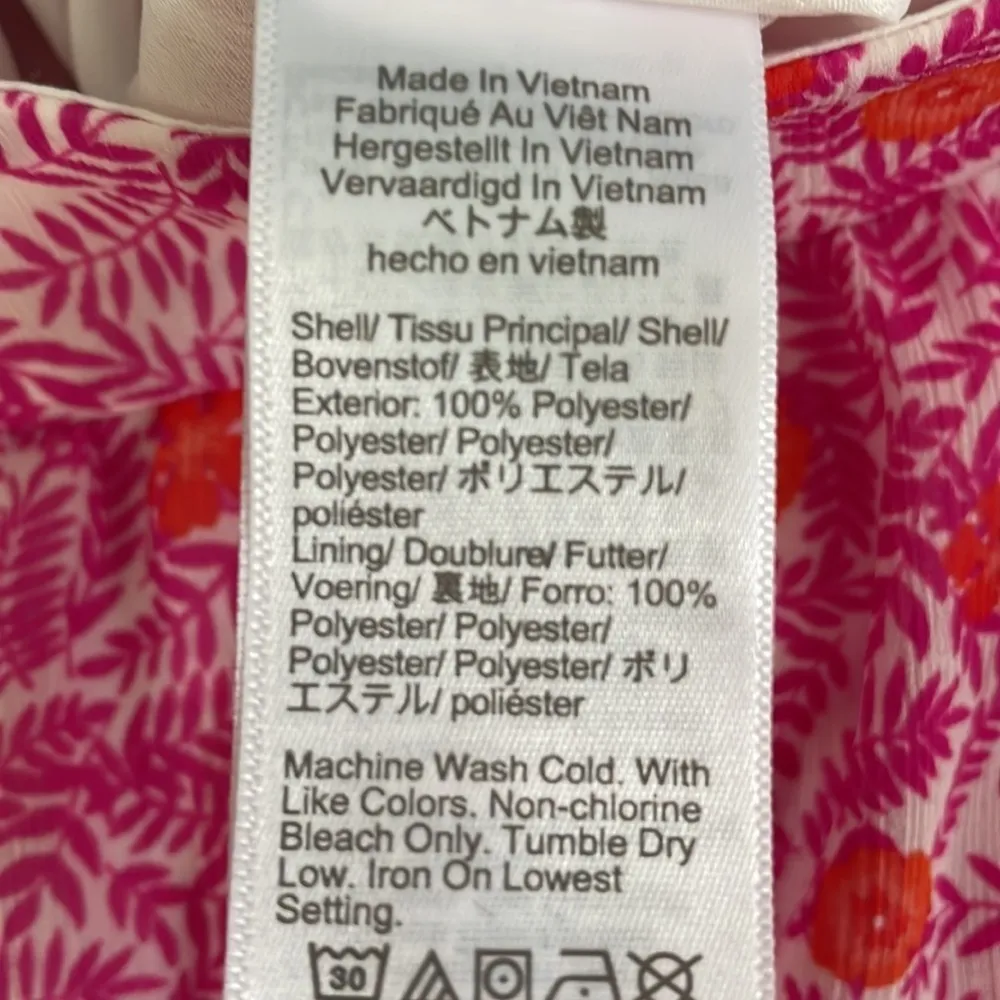 Made In Vietnam
Fabriqué Au Viêt Nam
Hergestellt In Vietnam
Vervaardigd In Vietnam
ベトナム製
hecho en vietnam
Shell/ Tissu Principal/ Shell/
Bovenstof/ 表地/ Tela
Exterior: 100% Polyester/
Polyester/ Polyester/
Polyester/ ポリエステル/
poliéster
Lining/ Doublure/ Futter/
Voering/ 裏地/ Forro: 100%
Polyester/ Polyester/
Polyester/ Polyester/ ポリ
エステル/ poliéster
Machine Wash Cold. With
Like Colors. Non-chlorine
Bleach Only. Tumble Dry
Low. Iron On Lowest
Setting.
30